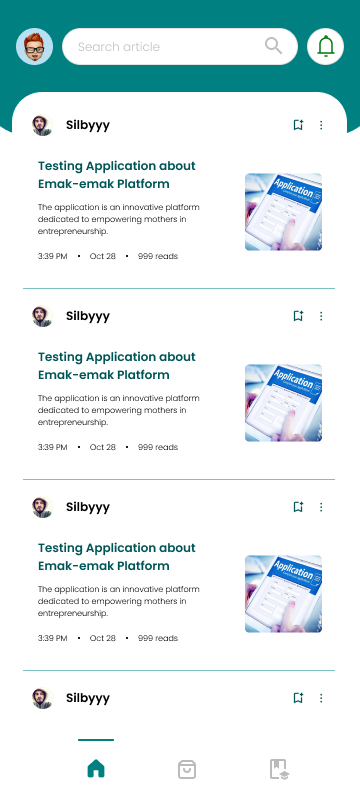 Search article
Silbyyy
Testing Application about
Emak-emak Platform
The application is an innovative platform
dedicated to empowering mothers in
entrepreneurship.
3:39 PM • Oct 28 • 999 reads
Application
Silbyyy
Testing Application about
Emak-emak Platform
The application is an innovative platform
dedicated to empowering mothers in
entrepreneurship.
3:39 PM • Oct 28 • 999 reads
Application
Silbyyy
Testing Application about
Emak-emak Platform
The application is an innovative platform
dedicated to empowering mothers in
entrepreneurship.
3:39 PM • Oct 28 • 999 reads
Application
Silbyyy